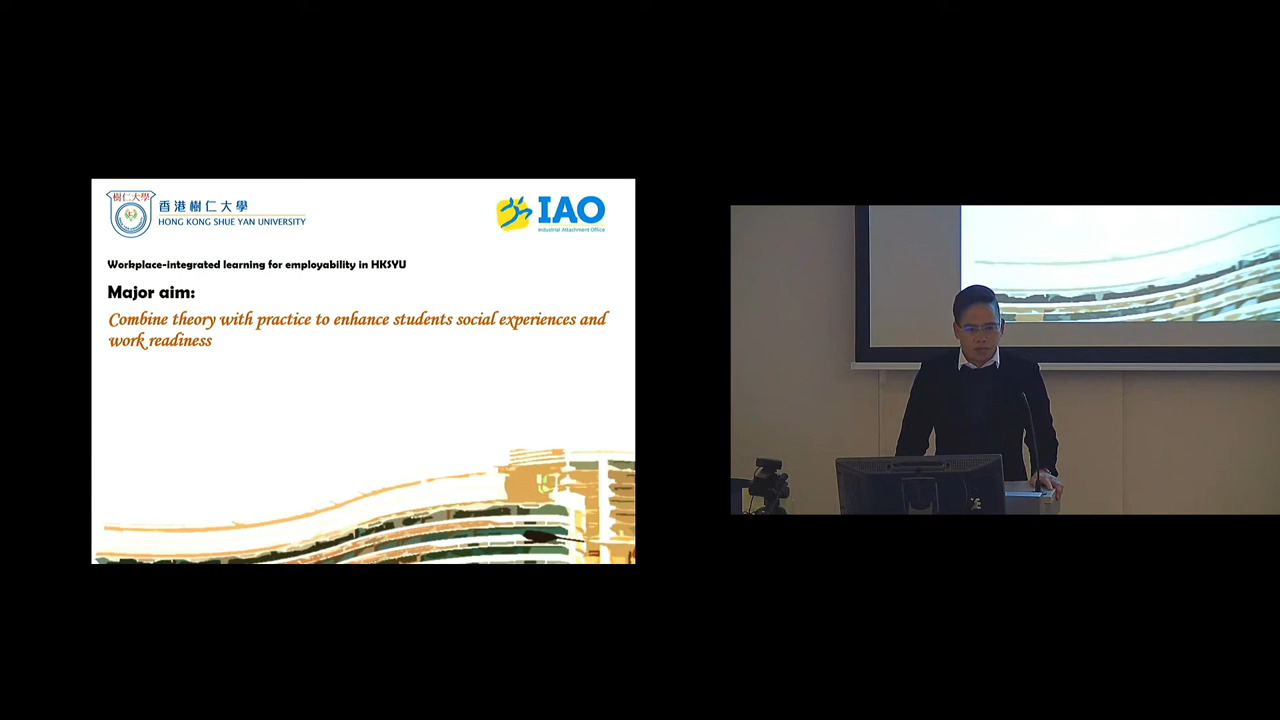 樹仁大學
香港樹仁大學
HONG KONG SHUE YAN UNIVERSITY
IAO
Industrial Attachment Office
Workplace-integrated learning for employability in HKSYU
Major aim:
Combine theory with practice to enhance students social experiences and
work readiness